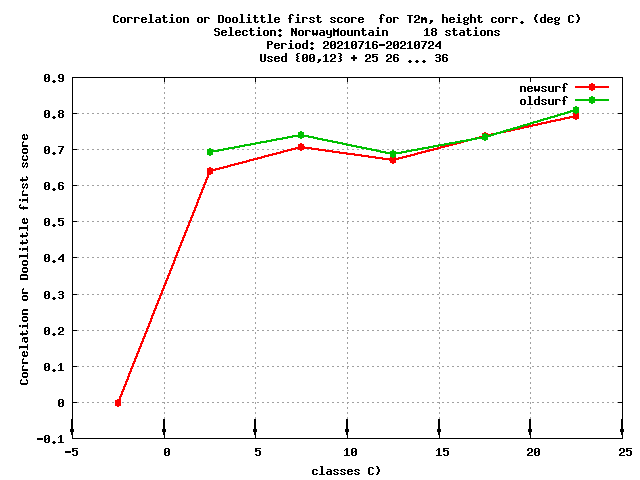 Correlation or Doolittle first score  for T2m, height corr. (deg C)
Selection: NorwayMountain     18 stations
Period: 20210716-20210724
Used {00,12} + 25 26 ... 36
newsurf
oldsurf
Correlation or Doolittle first score
0.9
0.8
0.7
0.6
0.5
0.4
0.3
0.2
0.1
0
-0.1
-5 0 5 10 15 20 25
classes C)